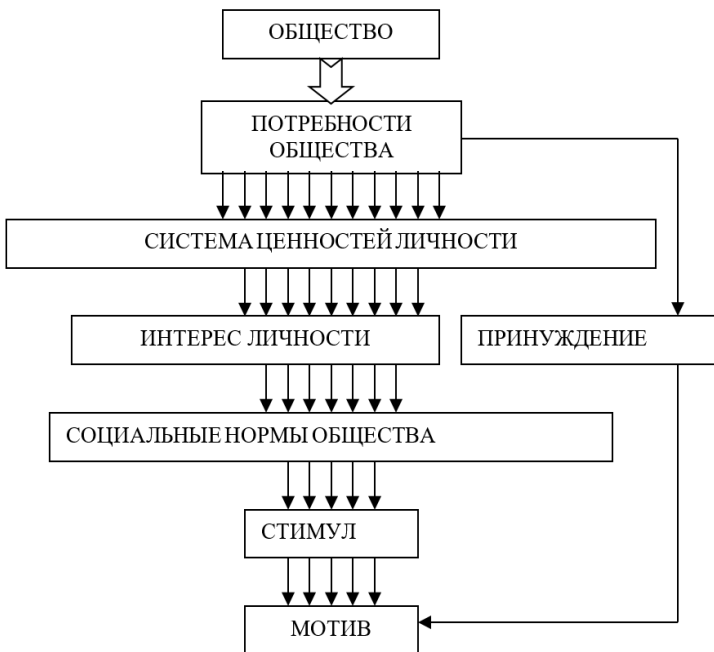 ОБЩЕСТВО
ПОТРЕБНОСТИ
ОБЩЕСТВА
СИСТЕМА ЦЕННОСТЕЙ ЛИЧНОСТИ
ИНТЕРЕС ЛИЧНОСТИ
ПРИНУЖДЕНИЕ
СОЦИАЛЬНЫЕ НОРМЫ ОБЩЕСТВА
СТИМУЛ
МОТИВ